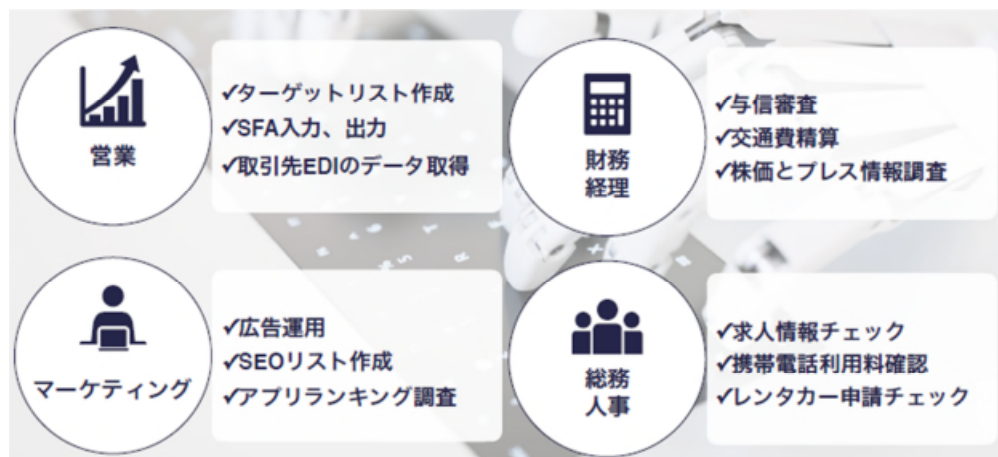 営業
✓ターゲットリスト作成
✓SFA入力、出力
✓取引先EDIのデータ取得
財務
経理
✓与信審査
✓交通費精算
✓株価とプレス情報調査
マーケティング
✓広告運用
✓SEOリスト作成
✓アプリランキング調査
総務
人事
✓求人情報チェック
✓携帯電話利用料確認
✓レンタカー申請チェック